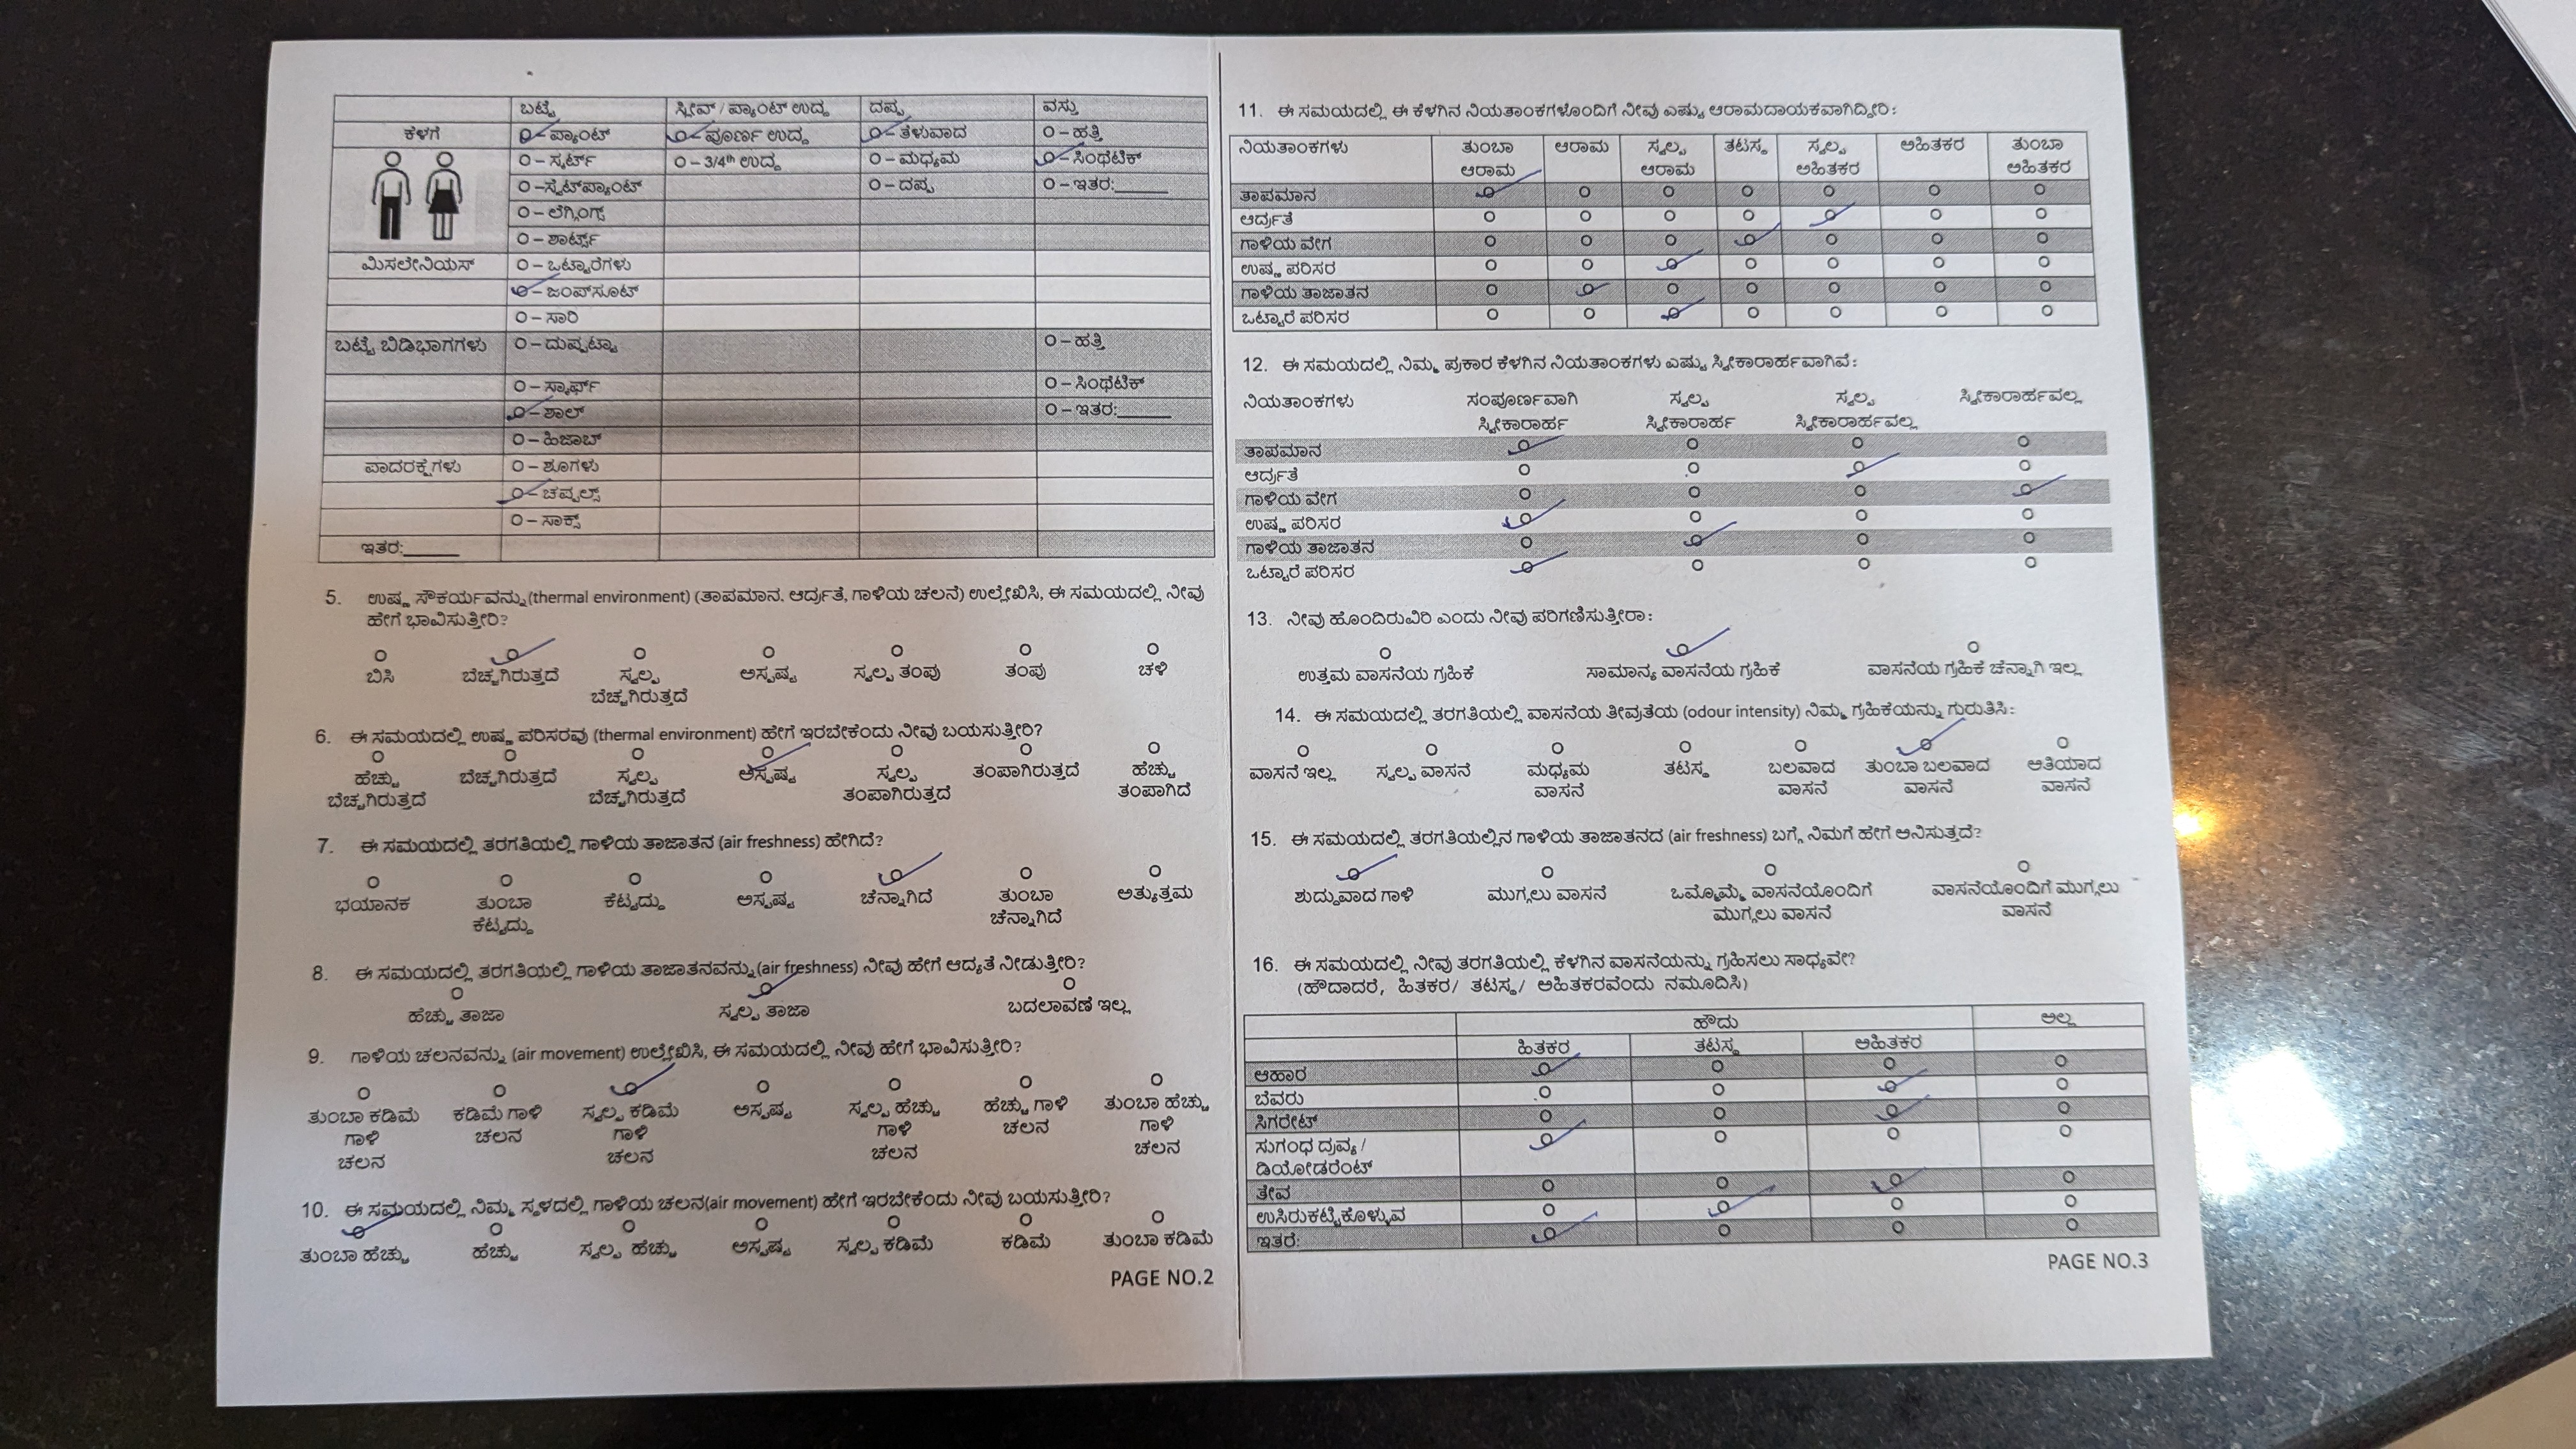 ಬಟ್ಟೆ ಸ್ಲೀವ್ / ಪ್ಯಾಂಟ್ ಉದ್ದ ದಪ್ಪ ವಸ್ತು
ಕೆಳಗೆ O – ಪ್ಯಾಂಟ್ O – ಪೂರ್ಣ ಉದ್ದ O – ತೆಳುವಾದ O – ಹತ್ತಿ
O – ಸ್ಕರ್ಟ್ O – 3/4th ಉದ್ದ O – ಮಧ್ಯಮ O – ಸಿಂಥೆಟಿಕ್
O –ಸ್ವೆಟ್‌ಪ್ಯಾಂಟ್ O – ದಪ್ಪ O – ಇತರ:______
O – ಲೆಗ್ಗಿಂಗ್ಸ್
O – ಶಾರ್ಟ್ಸ್
ಮಿಸಲೇನಿಯಸ್ O – ಒಟ್ಟಾರೆಗಳು
O – ಜಂಪ್‌ಸೂಟ್
O – ಸಾರಿ
ಬಟ್ಟೆ ಬಿಡಿಭಾಗಗಳು O – ದುಪ್ಪಟ್ಟಾ O – ಹತ್ತಿ
O – ಸ್ಕಾರ್ಫ್ O – ಸಿಂಥೆಟಿಕ್
O – ಶಾಲ್ O – ಇತರ:______
O – ಹಿಜಾಬ್
ಪಾದರಕ್ಷೆಗಳು O – ಶೂಗಳು
O – ಚಪ್ಪಲ್ಸ್
O – ಸಾಕ್ಸ್
ಇತರ:______
5. ಉಷ್ಣ ಸೌಕರ್ಯವನ್ನು (thermal environment) (ತಾಪಮಾನ. ಆರ್ದ್ರತೆ, ಗಾಳಿಯ ಚಲನೆ) ಉಲ್ಲೇಖಿಸಿ, ಈ ಸಮಯದಲ್ಲಿ ನೀವು
ಹೇಗೆ ಭಾವಿಸುತ್ತೀರಿ?
ಬಿಸಿ ಬೆಚ್ಚಗಿರುತ್ತದೆ ಸ್ವಲ್ಪ ಅಸ್ಪಷ್ಟ ಸ್ವಲ್ಪ ತಂಪು ತಂಪು ಚಳಿ
ಬೆಚ್ಚಗಿರುತ್ತದೆ
6. ಈ ಸಮಯದಲ್ಲಿ ಉಷ್ಣ ಪರಿಸರವು (thermal environment) ಹೇಗೆ ಇರಬೇಕೆಂದು ನೀವು ಬಯಸುತ್ತೀರಿ?
ಹೆಚ್ಚು ಬೆಚ್ಚಗಿರುತ್ತದೆ ಸ್ವಲ್ಪ ಅಸ್ಪಷ್ಟ ಸ್ವಲ್ಪ ತಂಪಾಗಿರುತ್ತದೆ ಹೆಚ್ಚು
ಬೆಚ್ಚಗಿರುತ್ತದೆ ಬೆಚ್ಚಗಿರುತ್ತದೆ ತಂಪಾಗಿರುತ್ತದೆ ತಂಪಾಗಿದೆ
7. ಈ ಸಮಯದಲ್ಲಿ ತರಗತಿಯಲ್ಲಿ ಗಾಳಿಯ ತಾಜಾತನ (air freshness) ಹೇಗಿದೆ?
ಭಯಾನಕ ತುಂಬಾ ಕೆಟ್ಟದ್ದು ಅಸ್ಪಷ್ಟ ಚೆನ್ನಾಗಿದೆ ತುಂಬಾ ಅತ್ಯುತ್ತಮ
ಕೆಟ್ಟದ್ದು ಚೆನ್ನಾಗಿದೆ
8. ಈ ಸಮಯದಲ್ಲಿ ತರಗತಿಯಲ್ಲಿ ಗಾಳಿಯ ತಾಜಾತನವನ್ನು (air freshness) ನೀವು ಹೇಗೆ ಆದ್ಯತೆ ನೀಡುತ್ತೀರಿ?
ಹೆಚ್ಚು ತಾಜಾ ಸ್ವಲ್ಪ ತಾಜಾ ಬದಲಾವಣೆ ಇಲ್ಲ
9. ಗಾಳಿಯ ಚಲನವನ್ನು (air movement) ಉಲ್ಲೇಖಿಸಿ, ಈ ಸಮಯದಲ್ಲಿ ನೀವು ಹೇಗೆ ಭಾವಿಸುತ್ತೀರಿ?
ತುಂಬಾ ಕಡಿಮೆ ಕಡಿಮೆ ಗಾಳಿ ಸ್ವಲ್ಪ ಕಡಿಮೆ ಅಸ್ಪಷ್ಟ ಸ್ವಲ್ಪ ಹೆಚ್ಚು ಹೆಚ್ಚು ಗಾಳಿ ತುಂಬಾ ಹೆಚ್ಚು
ಗಾಳಿ ಚಲನ ಗಾಳಿ ಗಾಳಿ ಚಲನ ಗಾಳಿ
ಚಲನ ಚಲನ ಚಲನ ಚಲನ
10. ಈ ಸಮಯದಲ್ಲಿ ನಿಮ್ಮ ಸ್ಥಳದಲ್ಲಿ ಗಾಳಿಯ ಚಲನ(air movement) ಹೇಗೆ ಇರಬೇಕೆಂದು ನೀವು ಬಯಸುತ್ತೀರಿ?
ತುಂಬಾ ಹೆಚ್ಚು ಹೆಚ್ಚು ಸ್ವಲ್ಪ ಹೆಚ್ಚು ಅಸ್ಪಷ್ಟ ಸ್ವಲ್ಪ ಕಡಿಮೆ ಕಡಿಮೆ ತುಂಬಾ ಕಡಿಮೆ
PAGE NO.2
11. ಈ ಸಮಯದಲ್ಲಿ ಈ ಕೆಳಗಿನ ನಿಯತಾಂಕಗಳೊಂದಿಗೆ ನೀವು ಎಷ್ಟು ಆರಾಮದಾಯಕವಾಗಿದ್ದೀರಿ:
ನಿಯತಾಂಕಗಳು ತುಂಬಾ ಆರಾಮ ಸ್ವಲ್ಪ ತಟಸ್ಥ ಸ್ವಲ್ಪ ಅಹಿತಕರ ತುಂಬಾ
ಆರಾಮ ಆರಾಮ ಅಹಿತಕರ ಅಹಿತಕರ
ತಾಪಮಾನ
ಆರ್ದ್ರತೆ
ಗಾಳಿಯ ವೇಗ
ಉಷ್ಣ ಪರಿಸರ
ಗಾಳಿಯ ತಾಜಾತನ
ಒಟ್ಟಾರೆ ಪರಿಸರ
12. ಈ ಸಮಯದಲ್ಲಿ ನಿಮ್ಮ ಪ್ರಕಾರ ಕೆಳಗಿನ ನಿಯತಾಂಕಗಳು ಎಷ್ಟು ಸ್ವೀಕಾರಾರ್ಹವಾಗಿವೆ:
ನಿಯತಾಂಕಗಳು ಸಂಪೂರ್ಣವಾಗಿ ಸ್ವಲ್ಪ ಸ್ವಲ್ಪ ಸ್ವೀಕಾರಾರ್ಹವಲ್ಲ
ಸ್ವೀಕಾರಾರ್ಹ ಸ್ವೀಕಾರಾರ್ಹ ಸ್ವೀಕಾರಾರ್ಹವಲ್ಲ
ತಾಪಮಾನ
ಆರ್ದ್ರತೆ
ಗಾಳಿಯ ವೇಗ
ಉಷ್ಣ ಪರಿಸರ
ಗಾಳಿಯ ತಾಜಾತನ
ಒಟ್ಟಾರೆ ಪರಿಸರ
13. ನೀವು ಹೊಂದಿರುವಿರಿ ಎಂದು ನೀವು ಪರಿಗಣಿಸುತ್ತೀರಾ:
ಉತ್ತಮ ವಾಸನೆಯ ಗ್ರಹಿಕೆ ಸಾಮಾನ್ಯ ವಾಸನೆಯ ಗ್ರಹಿಕೆ ವಾಸನೆಯ ಗ್ರಹಿಕೆ ಚೆನ್ನಾಗಿ ಇಲ್ಲ
14. ಈ ಸಮಯದಲ್ಲಿ ತರಗತಿಯಲ್ಲಿ ವಾಸನೆಯ ತೀವ್ರತೆಯ (odour intensity) ನಿಮ್ಮ ಗ್ರಹಿಕೆಯನ್ನು ಗುರುತಿಸಿ:
ವಾಸನೆ ಇಲ್ಲ ಸ್ವಲ್ಪ ವಾಸನೆ ಮಧ್ಯಮ ತಟಸ್ಥ ಬಲವಾದ ತುಂಬಾ ಬಲವಾದ ಅತಿಯಾದ
ವಾಸನೆ ವಾಸನೆ ವಾಸನೆ ವಾಸನೆ
15. ಈ ಸಮಯದಲ್ಲಿ ತರಗತಿಯಲ್ಲಿನ ಗಾಳಿಯ ತಾಜಾತನದ (air freshness) ಬಗ್ಗೆ ನಿಮಗೆ ಹೇಗೆ ಅನಿಸುತ್ತದೆ?
ಶುದ್ಧವಾದ ಗಾಳಿ ಮುಗ್ಗಲು ವಾಸನೆ ಒಮ್ಮೊಮ್ಮೆ ವಾಸನೆಯೊಂದಿಗೆ ವಾಸನೆಯೊಂದಿಗೆ ಮುಗ್ಗಲು
ಮುಗ್ಗಲು ವಾಸನೆ ವಾಸನೆ
16. ಈ ಸಮಯದಲ್ಲಿ ನೀವು ತರಗತಿಯಲ್ಲಿ ಕೆಳಗಿನ ವಾಸನೆಯನ್ನು ಗ್ರಹಿಸಲು ಸಾಧ್ಯವೇ?
(ಹೌದಾದರೆ, ಹಿತಕರ/ ತಟಸ್ಥ/ ಅಹಿತಕರವೆಂದು ನಮೂದಿಸಿ)
ಹೌದು ಅಲ್ಲ
ಹಿತಕರ ತಟಸ್ಥ ಅಹಿತಕರ
ಆಹಾರ
ಬೆವರು
ಸಿಗರೇಟ್
ಸುಗಂಧ ದ್ರವ್ಯ /
ಡಿಯೋಡರೆಂಟ್
ತೇವ
ಉಸಿರುಕಟ್ಟಿಕೊಳ್ಳುವ
ಇತರೆ:
PAGE NO.3